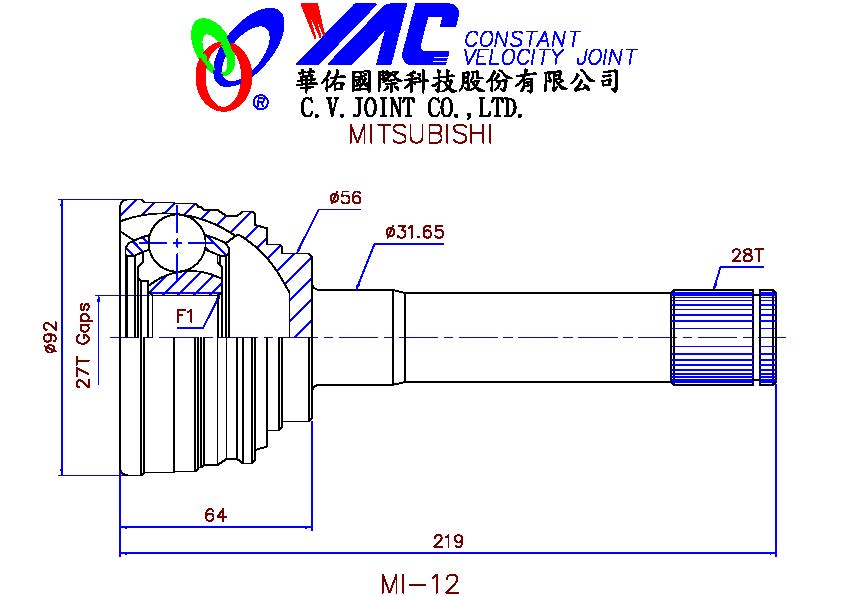 YAC CONSTANT
VELOCITY JOINT
華佑國際科技股份有限公司
®
C.V.JOINT CO.,LTD.
MITSUBISHI
ø56
ø31.65
28T
F1
ø92
27T Gaps
64
219
MI-12